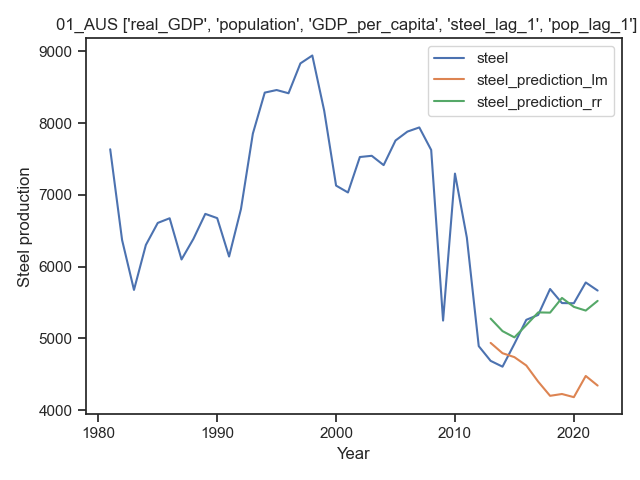 01_AUS ['real_GDP', 'population', 'GDP_per_capita', 'steel_lag_1', 'pop_lag_1']
steel
steel_prediction_lm
steel_prediction_rr
Steel production
9000
8000
7000
6000
5000
4000
1980
1990
2000
2010
2020
Year